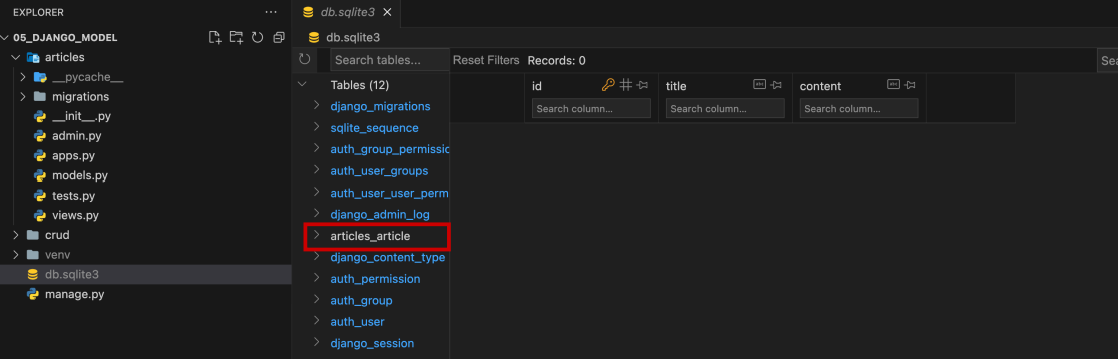 EXPLORER
05_DJANGO_MODEL
articles
__pycache__
migrations
__init__.py
admin.py
apps.py
models.py
tests.py
views.py
crud
venv
db.sqlite3
manage.py
db.sqlite3
db.sqlite3
Search tables... Reset Filters Records: 0 Sea
Tables (12)
django_migrations
sqlite_sequence
auth_group_permissic
auth_user_groups
auth_user_user_perm
django_admin_log
articles_article
django_content_type
auth_permission
auth_group
auth_user
django_session
id title content
Search column... Search column... Search column...